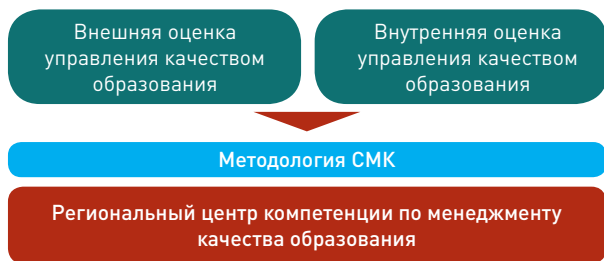 Внешняя оценка
управления качеством
образования
Внутренняя оценка
управления качеством
образования
Методология СМК
Региональный центр компетенции по менеджменту
качества образования